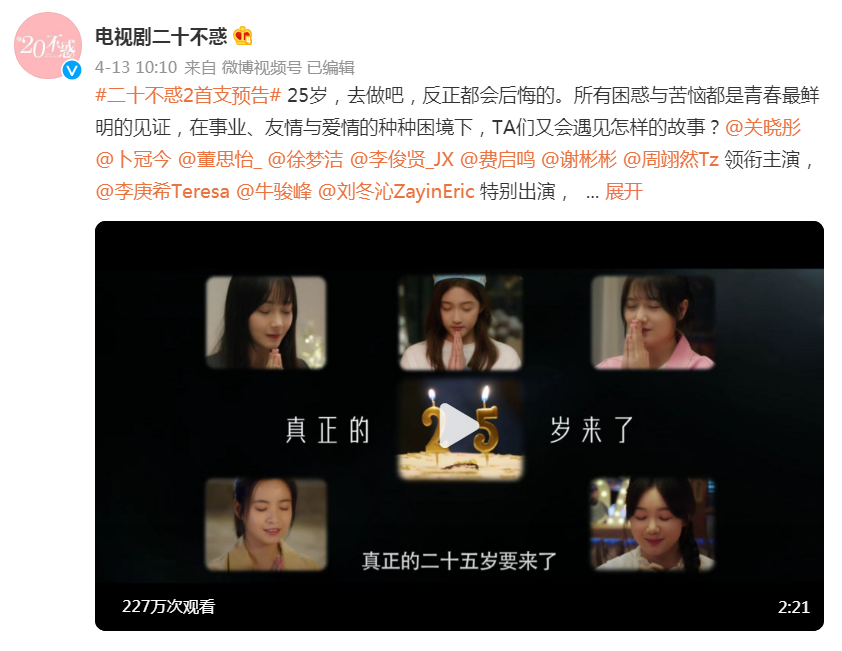 二十不惑
电视剧二十不惑
4-13 10:10 来自 微博视频号 已编辑
#二十不惑2首支预告# 25岁，去做吧，反正都会后悔的。所有困惑与苦恼都是青春最鲜
明的见证，在事业、友情与爱情的种种困境下，TA们又会遇见怎样的故事？@关晓彤
@卜冠今 @董思怡_ @徐梦洁 @李俊贤_JX @费启鸣 @谢彬彬 @周翊然Tz 领衔主演，
@李庚希Teresa @牛骏峰 @刘冬沁ZayinEric 特别出演， ... 展开
真正的 25 岁来了
真正的二十五岁要来了
227万次观看 2:21